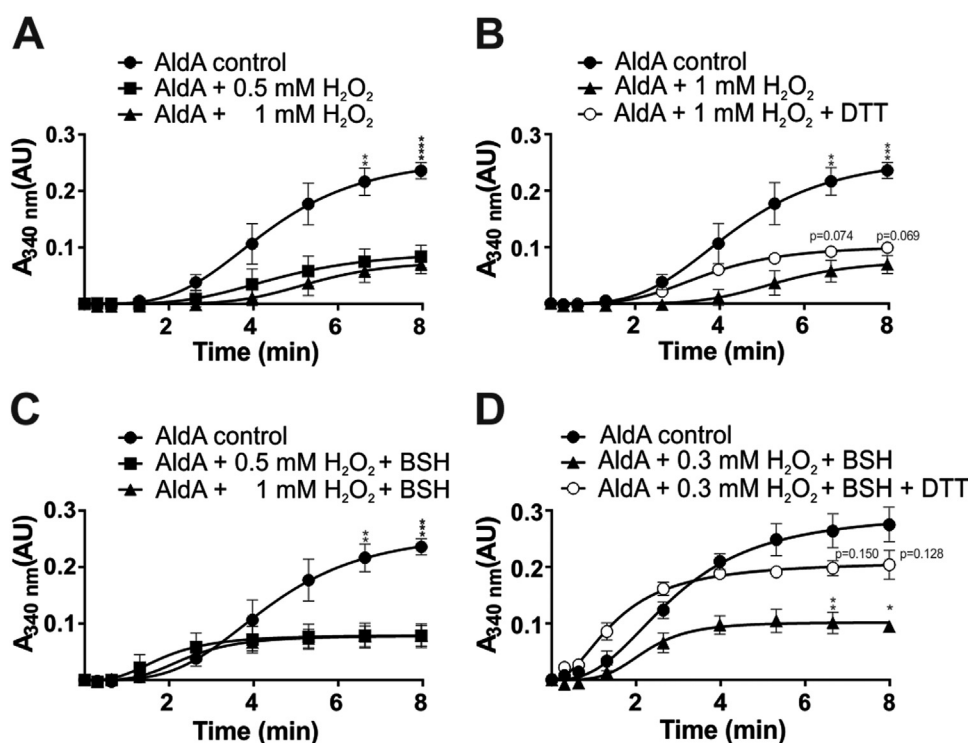 A
AldA control
AldA + 0.5 mM H₂O₂
AldA + 1 mM H₂O₂
A340 nm(AU)
0.3
0.2
0.1
**
****
2
4
6
8
Time (min)
B
AldA control
AldA + 1 mM H₂O₂
AldA + 1 mM H₂O₂ + DTT
A340 nm(AU)
0.3
0.2
0.1
**
***
p=0.074
p=0.069
2
4
6
8
Time (min)
C
AldA control
AldA + 0.5 mM H₂O₂ + BSH
AldA + 1 mM H₂O₂ + BSH
A340 nm(AU)
0.3
0.2
0.1
**
***
2
4
6
8
Time (min)
D
AldA control
AldA + 0.3 mM H₂O₂ + BSH
AldA + 0.3 mM H₂O₂ + BSH + DTT
A340 nm(AU)
0.3
0.2
0.1
p=0.150
p=0.128
**
*
2
4
6
8
Time (min)